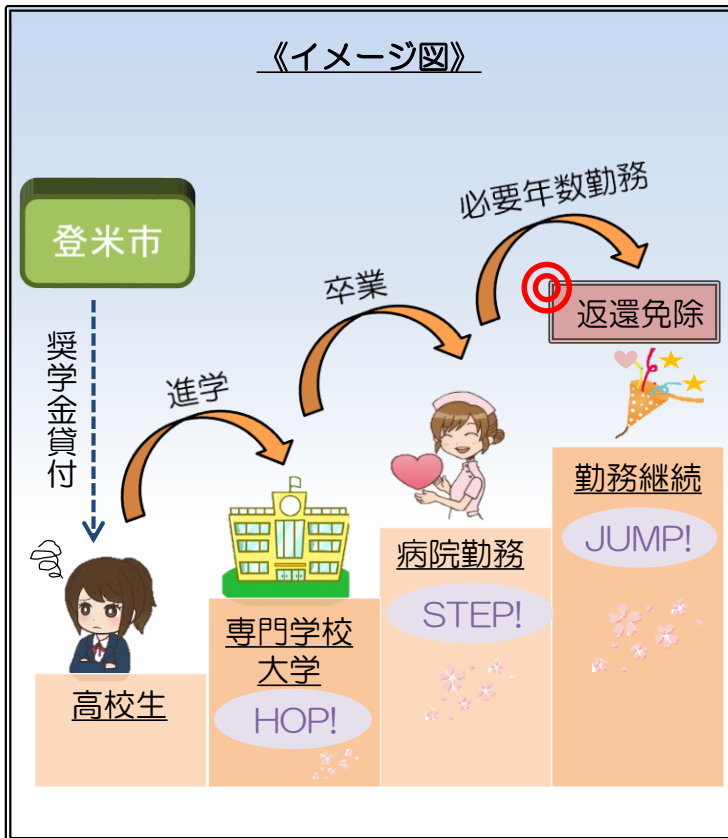 《イメージ図》
登米市
奨学金貸付
進学
卒業
必要年数勤務
返還免除
高校生
専門学校
大学
HOP!
病院勤務
STEP!
勤務継続
JUMP!